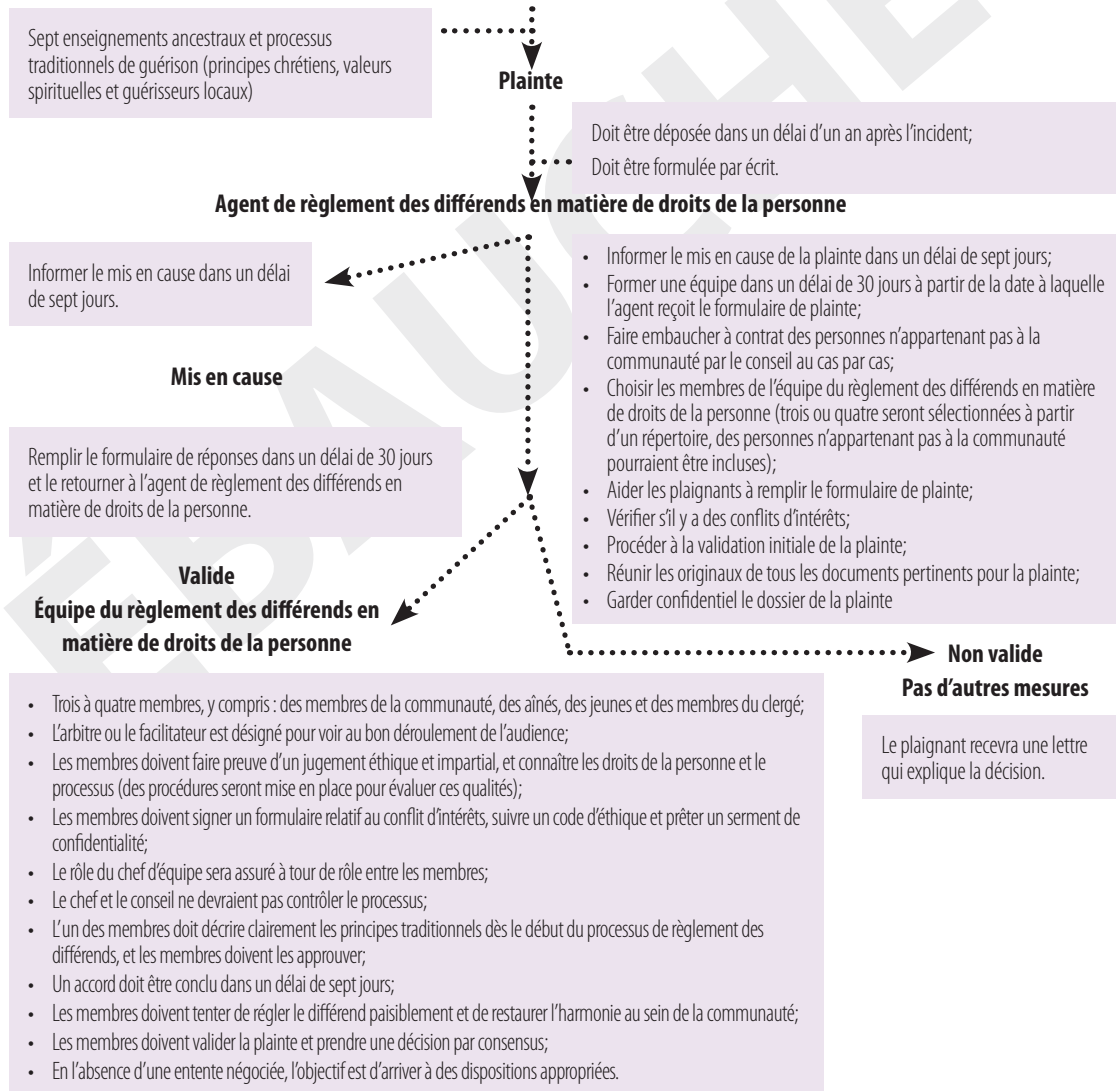 Sept enseignements ancestraux et processus
traditionnels de guérison (principes chrétiens, valeurs
spirituelles et guérisseurs locaux)
Plainte
Doit être déposée dans un délai d'un an après l'incident;
Doit être formulée par écrit.
Agent de règlement des différends en matière de droits de la personne
Informer le mis en cause dans un délai
de sept jours.
• Informer le mis en cause de la plainte dans un délai de sept jours;
• Former une équipe dans un délai de 30 jours à partir de la date à laquelle
l'agent reçoit le formulaire de plainte;
• Faire embaucher à contrat des personnes n'appartenant pas à la
communauté par le conseil au cas par cas;
• Choisir les membres de l'équipe du règlement des différends en matière
de droits de la personne (trois ou quatre seront sélectionnées à partir
d'un répertoire, des personnes n'appartenant pas à la communauté
pourraient être incluses);
• Aider les plaignants à remplir le formulaire de plainte;
• Vérifier s'il y a des conflits d'intérêts;
• Procéder à la validation initiale de la plainte;
• Réunir les originaux de tous les documents pertinents pour la plainte;
• Garder confidentiel le dossier de la plainte
Mis en cause
Remplir le formulaire de réponses dans un délai de 30 jours
et le retourner à l'agent de règlement des différends en
matière de droits de la personne.
Valide
Équipe du règlement des différends en
matière de droits de la personne
Non valide
Pas d'autres mesures
Le plaignant recevra une lettre
qui explique la décision.
• Trois à quatre membres, y compris : des membres de la communauté, des aînés, des jeunes et des membres du clergé;
• L'arbitre ou le facilitateur est désigné pour voir au bon déroulement de l'audience;
• Les membres doivent faire preuve d'un jugement éthique et impartial, et connaître les droits de la personne et le
processus (des procédures seront mise en place pour évaluer ces qualités);
• Les membres doivent signer un formulaire relatif au conflit d'intérêts, suivre un code d'éthique et prêter un serment de
confidentialité;
• Le rôle du chef d'équipe sera assuré à tour de rôle entre les membres;
• Le chef et le conseil ne devraient pas contrôler le processus;
• L'un des membres doit décrire clairement les principes traditionnels dès le début du processus de règlement des
différends, et les membres doivent les approuver;
• Un accord doit être conclu dans un délai de sept jours;
• Les membres doivent tenter de régler le différend paisiblement et de restaurer l'harmonie au sein de la communauté;
• Les membres doivent valider la plainte et prendre une décision par consensus;
• En l'absence d'une entente négociée, l'objectif est d'arriver à des dispositions appropriées.
ÉBAUCHE